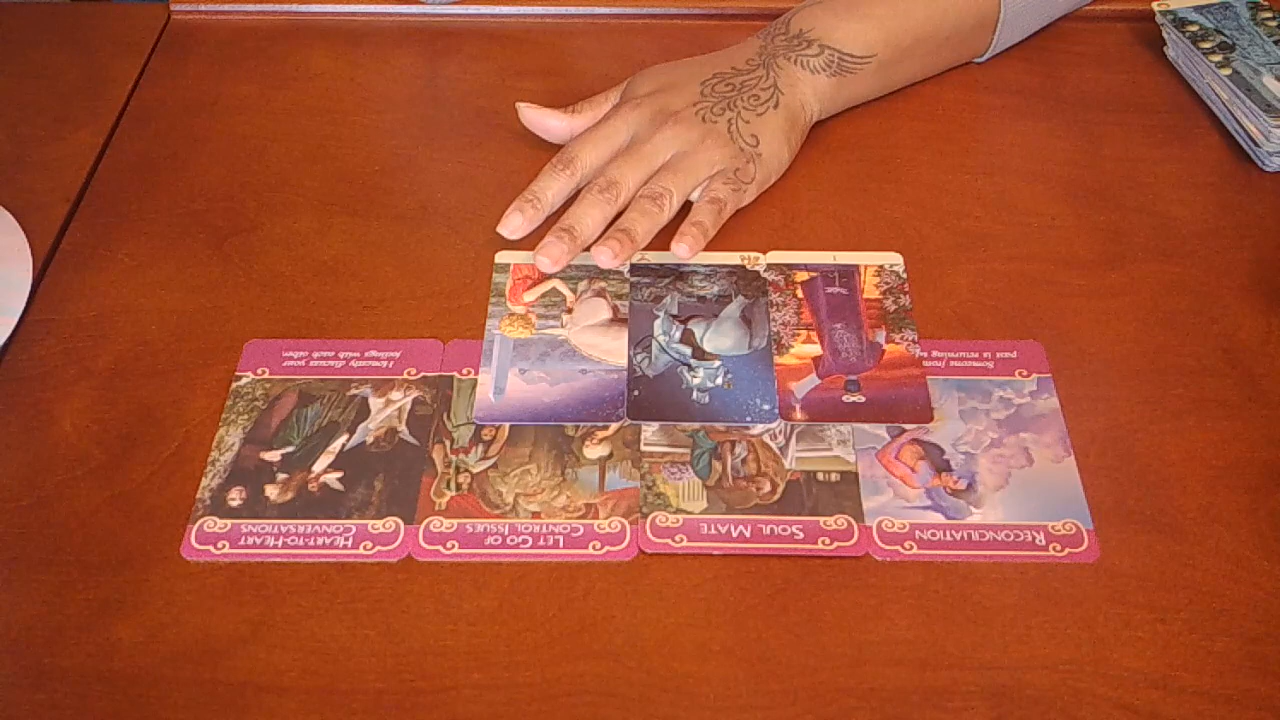 RECONCILIATION
SOUL MATE
LET GO OF
CONTROL ISSUES
HEART-TO-HEART
CONVERSATIONS
Someone from
past is returning
Honestly discuss your
feelings with each other.
I